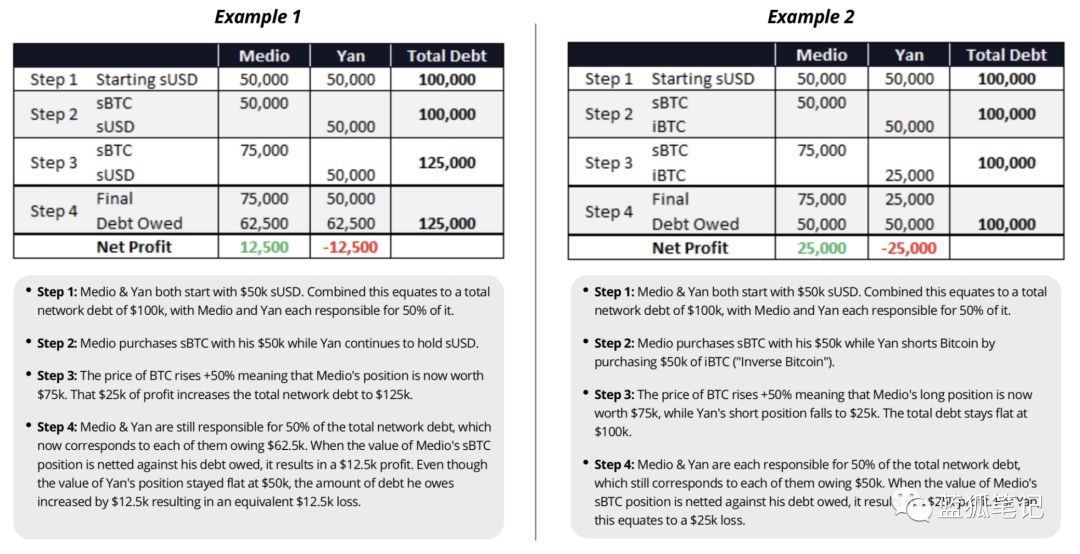 Example 1
Medio Yan Total Debt
Step 1 Starting sUSD 50,000 50,000 100,000
Step 2 sBTC 50,000 100,000
sUSD 50,000
Step 3 sBTC 75,000 125,000
sUSD 50,000
Step 4 Final 75,000 50,000
Debt Owed 62,500 62,500 125,000
Net Profit 12,500 -12,500
• Step 1: Medio & Yan both start with $50k sUSD. Combined this equates to a total
network debt of $100k, with Medio and Yan each responsible for 50% of it.
• Step 2: Medio purchases sBTC with his $50k while Yan continues to hold sUSD.
• Step 3: The price of BTC rises +50% meaning that Medio's position is now worth
$75k. That $25k of profit increases the total network debt to $125k.
• Step 4: Medio & Yan are still responsible for 50% of the total network debt, which
now corresponds to each of them owing $62.5k. When the value of Medio's sBTC
position is netted against his debt owed, it results in a $12.5k profit. Even though
the value of Yan's position stayed flat at $50k, the amount of debt he owes
increased by $12.5k resulting in an equivalent $12.5k loss.
Example 2
Medio Yan Total Debt
Step 1 Starting sUSD 50,000 50,000 100,000
Step 2 sBTC 50,000 100,000
iBTC 50,000
Step 3 sBTC 75,000 100,000
iBTC 25,000
Step 4 Final 75,000 25,000
Debt Owed 50,000 50,000 100,000
Net Profit 25,000 -25,000
• Step 1: Medio & Yan both start with $50k sUSD. Combined this equates to a total
network debt of $100k, with Medio and Yan each responsible for 50% of it.
• Step 2: Medio purchases sBTC with his $50k while Yan shorts Bitcoin by
purchasing $50k of iBTC ("Inverse Bitcoin").
• Step 3: The price of BTC rises +50% meaning that Medio's long position is now
worth $75k, while Yan's short position falls to $25k. The total debt stays flat at
$100k.
• Step 4: Medio & Yan are each responsible for 50% of the total network debt,
which still corresponds to each of them owing $50k. When the value of Medio's
sBTC position is netted against his debt owed, it Yan
this equates to a $25k loss.
蓝狐笔记